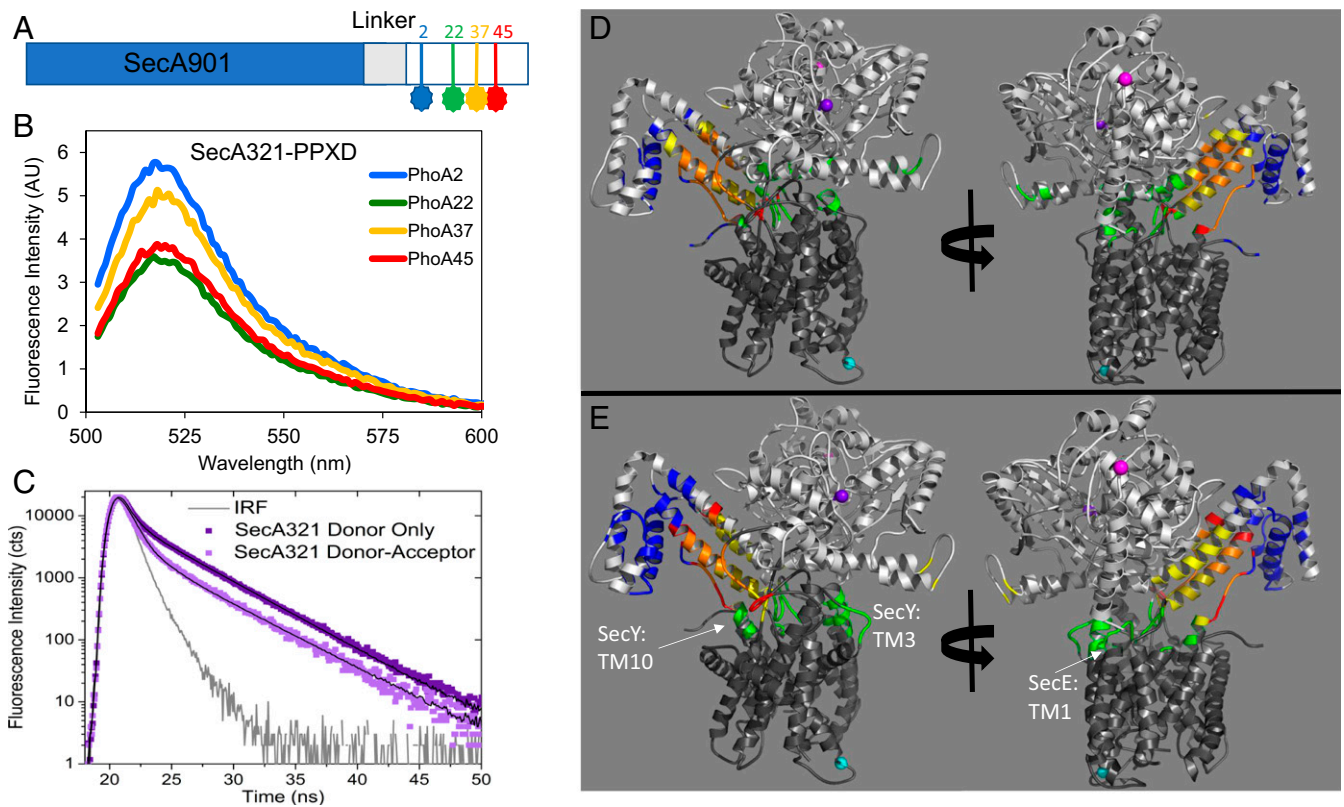 A
Linker
2 22 37 45
SecA901
B
SecA321-PPXD
Fluorescence Intensity (AU)
6
5
4
3
2
1
0
PhoA2
PhoA22
PhoA37
PhoA45
500 525 550 575 600
Wavelength (nm)
C
Fluorescence Intensity (cts)
10000
1000
100
10
1
IRF
SecA321 Donor Only
SecA321 Donor-Acceptor
20 25 30 35 40 45 50
Time (ns)
D
E
SecY:
TM10
SecY:
TM3
SecE:
TM1